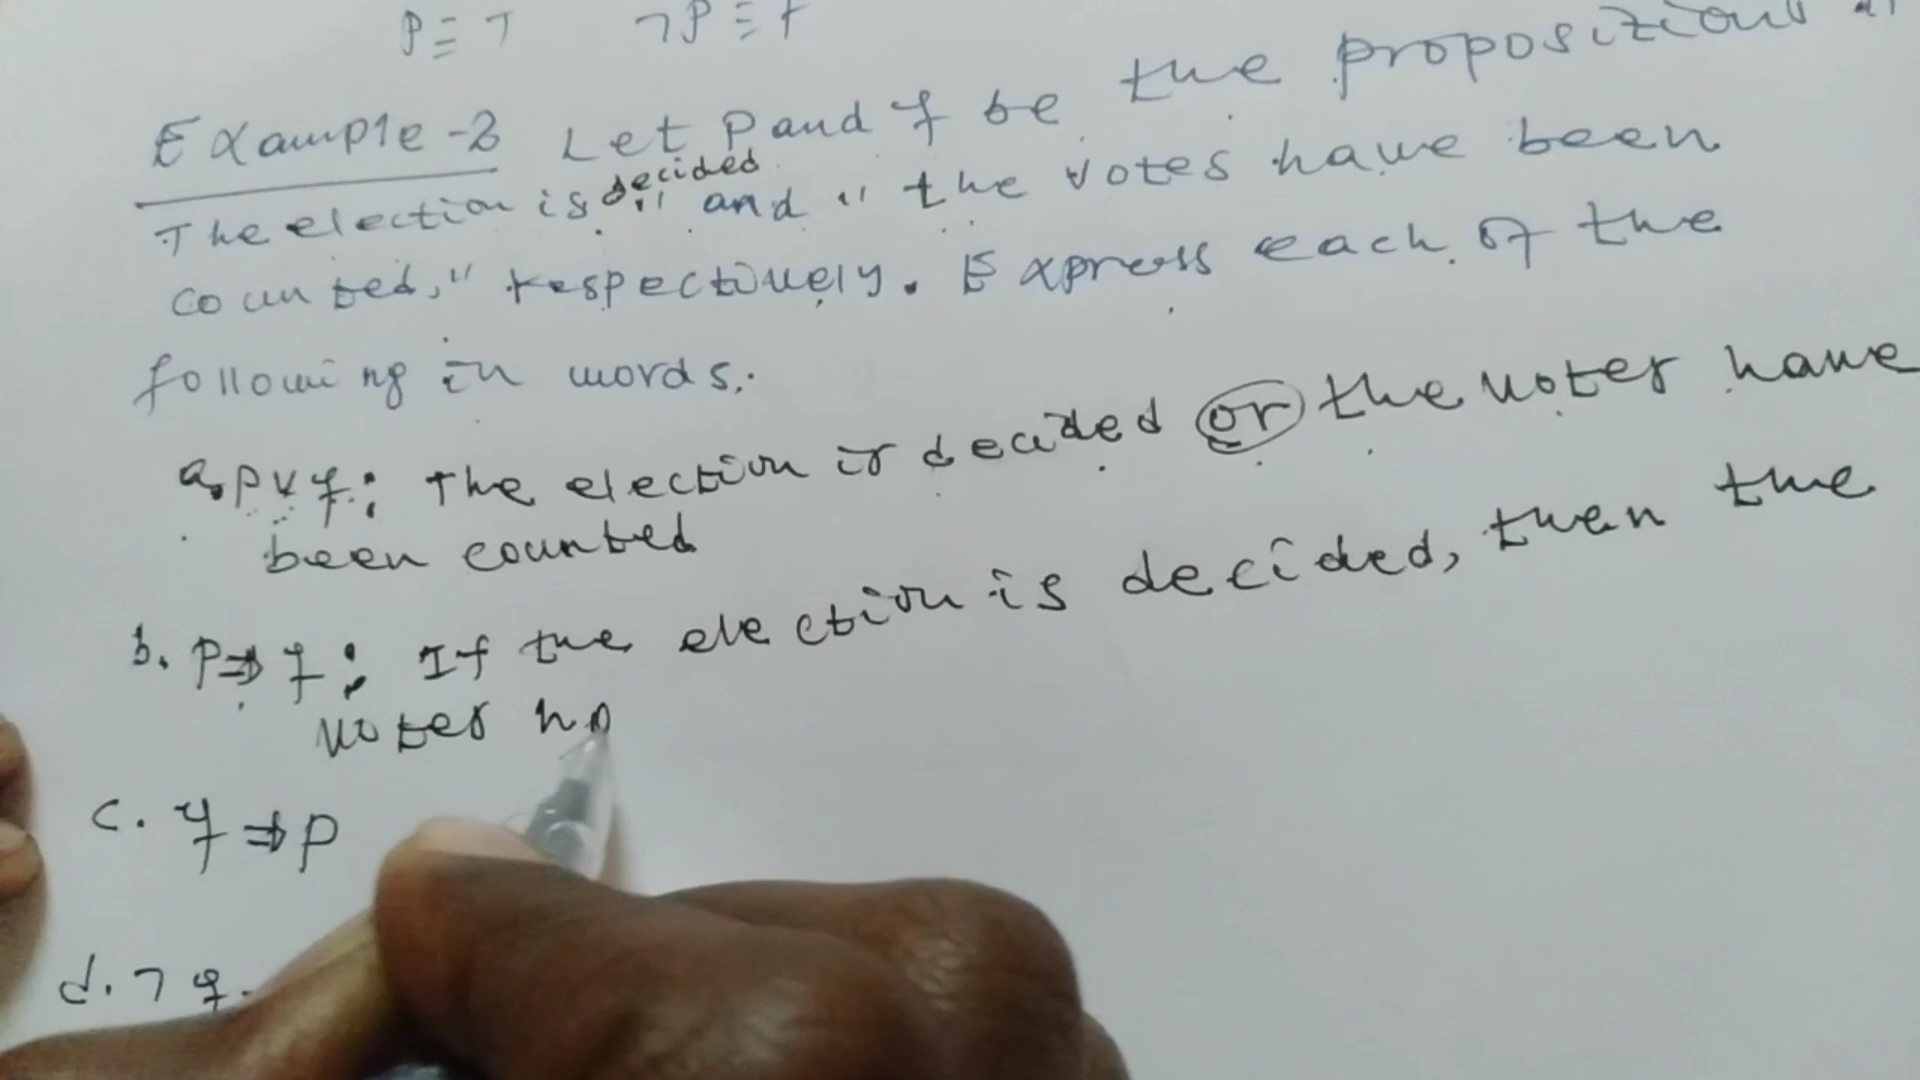 P ≡ T ¬P ≡ F
Example-2 Let P and q be the propositions
The election is decided" and "the votes have been
counted," respectively. Express each of the
following in words.
a. p ∨ q: The election is decided or the votes have
been counted
b. P ⇒ q: If the election is decided, then the
votes ha
c. q ⇒ p
d. ¬q